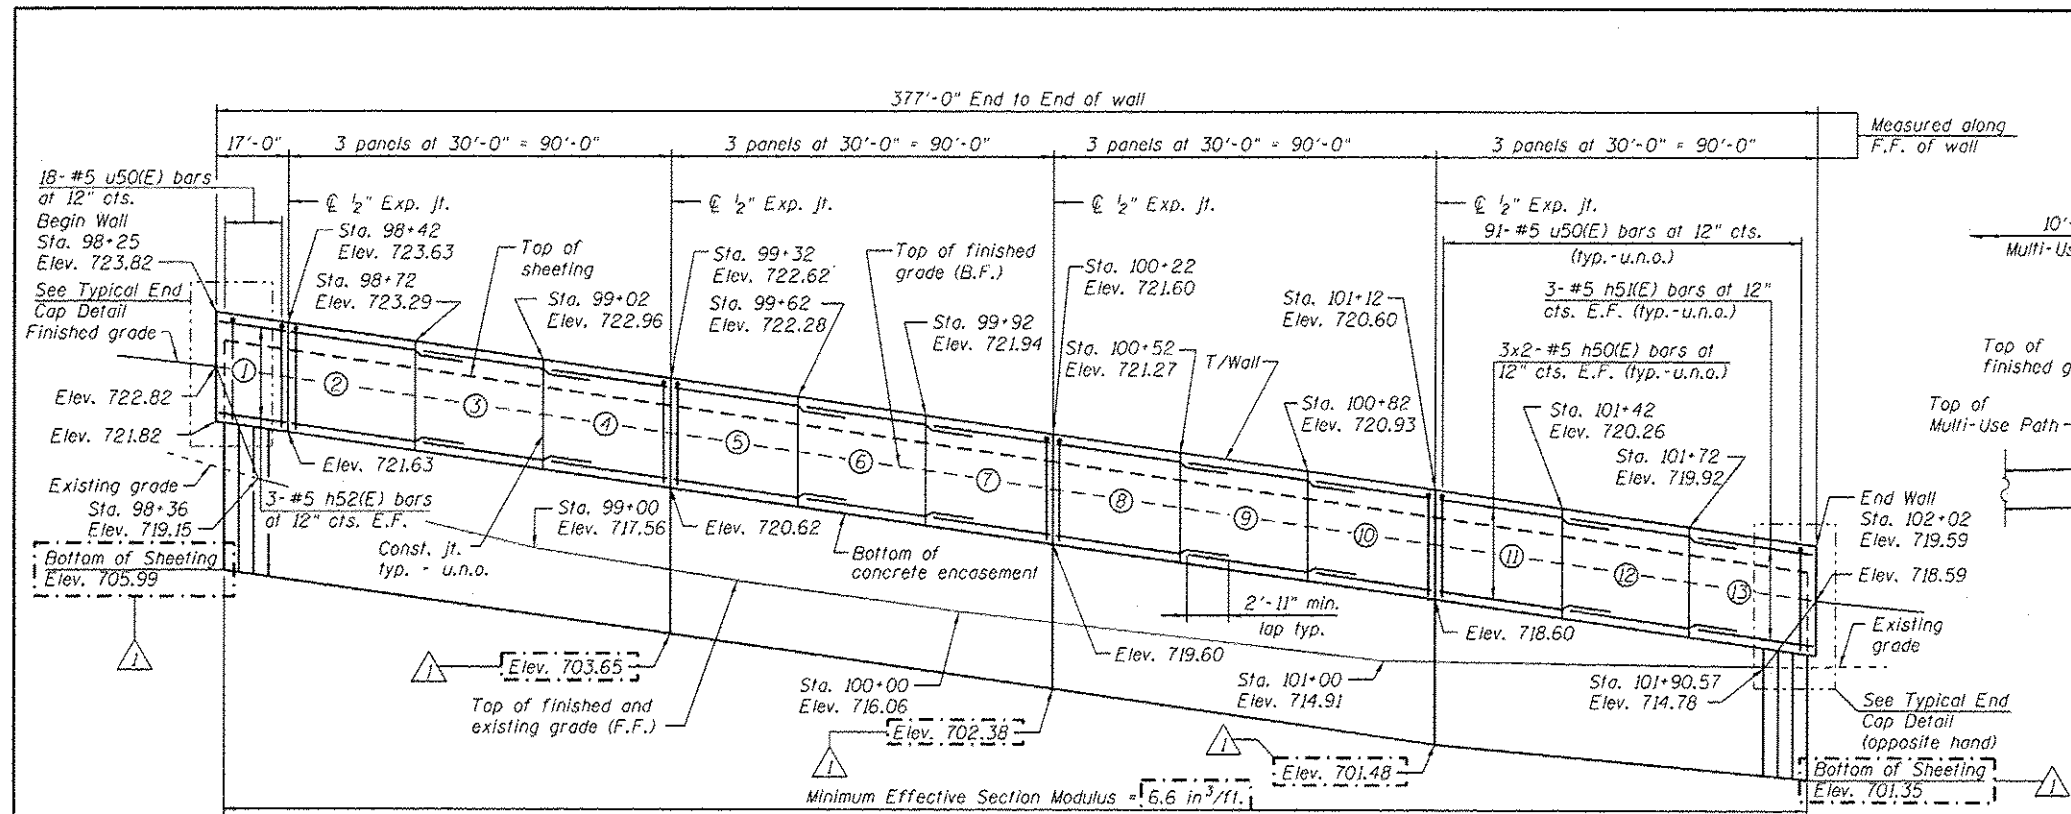 377'-0" End to End of wall
Measured along
F.F. of wall
17'-0"
3 panels at 30'-0" = 90'-0"
3 panels at 30'-0" = 90'-0"
3 panels at 30'-0" = 90'-0"
3 panels at 30'-0" = 90'-0"
18- #5 u50(E) bars
at 12" cts.
Begin Wall
Sta. 98+25
Elev. 723.82
See Typical End
Cap Detail
Finished grade
℄ ½" Exp. jt.
Sta. 98+42
Elev. 723.63
Sta. 98+72
Elev. 723.29
Top of
sheeting
Sta. 99+02
Elev. 722.96
℄ ½" Exp. jt.
Sta. 99+32
Elev. 722.62
Sta. 99+62
Elev. 722.28
Top of finished
grade (B.F.)
Sta. 99+92
Elev. 721.94
℄ ½" Exp. jt.
Sta. 100+22
Elev. 721.60
Sta. 100+52
Elev. 721.27
T/Wall
Sta. 101+12
Elev. 720.60
Sta. 100+82
Elev. 720.93
℄ ½" Exp. jt.
91- #5 u50(E) bars at 12" cts.
(typ.-u.n.o.)
3- #5 h51(E) bars at 12"
cts. E.F. (typ.-u.n.o.)
3x2- #5 h50(E) bars at
12" cts. E.F. (typ.-u.n.o.)
Sta. 101+42
Elev. 720.26
Sta. 101+72
Elev. 719.92
End Wall
Sta. 102+02
Elev. 719.59
Elev. 718.59
10'-
Multi-Us
Top of
finished g
Top of
Multi-Use Path
1
2
3
4
5
6
7
8
9
10
11
12
13
Elev. 722.82
Elev. 721.82
Existing grade
Sta. 98+36
Elev. 719.15
Bottom of Sheeting
Elev. 705.99
1
Elev. 721.63
3- #5 h52(E) bars
at 12" cts. E.F.
Const. jt.
typ. - u.n.o.
Sta. 99+00
Elev. 717.56
Elev. 720.62
Bottom of
concrete encasement
2'-11" min.
lap typ.
Elev. 719.60
Elev. 718.60
Existing
grade
1
Elev. 703.65
Top of finished and
existing grade (F.F.)
Sta. 100+00
Elev. 716.06
Elev. 702.38
1
Sta. 101+00
Elev. 714.91
1
Elev. 701.48
Sta. 101+90.57
Elev. 714.78
See Typical End
Cap Detail
(opposite hand)
Bottom of Sheeting
Elev. 701.35
1
Minimum Effective Section Modulus = 6.6 in³/ft.